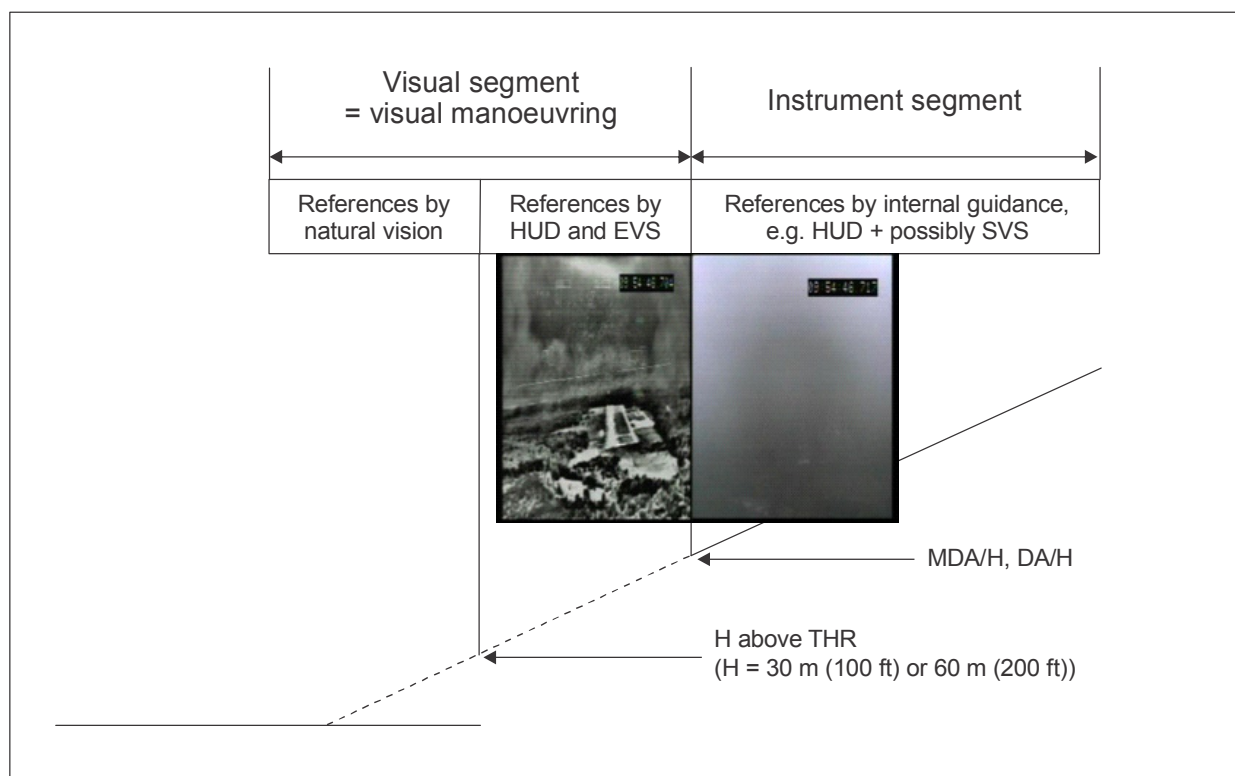 Visual segment
= visual manoeuvring
Instrument segment
References by
natural vision
References by
HUD and EVS
References by internal guidance,
e.g. HUD + possibly SVS
MDA/H, DA/H
H above THR
(H = 30 m (100 ft) or 60 m (200 ft))